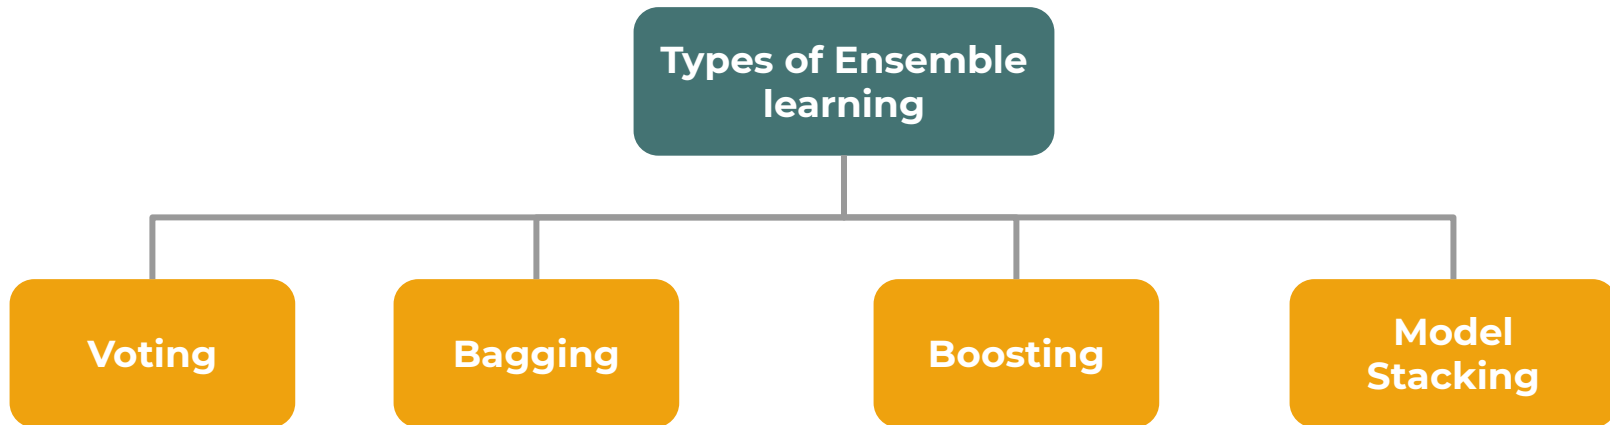 Types of Ensemble
learning
Voting
Bagging
Boosting
Model
Stacking